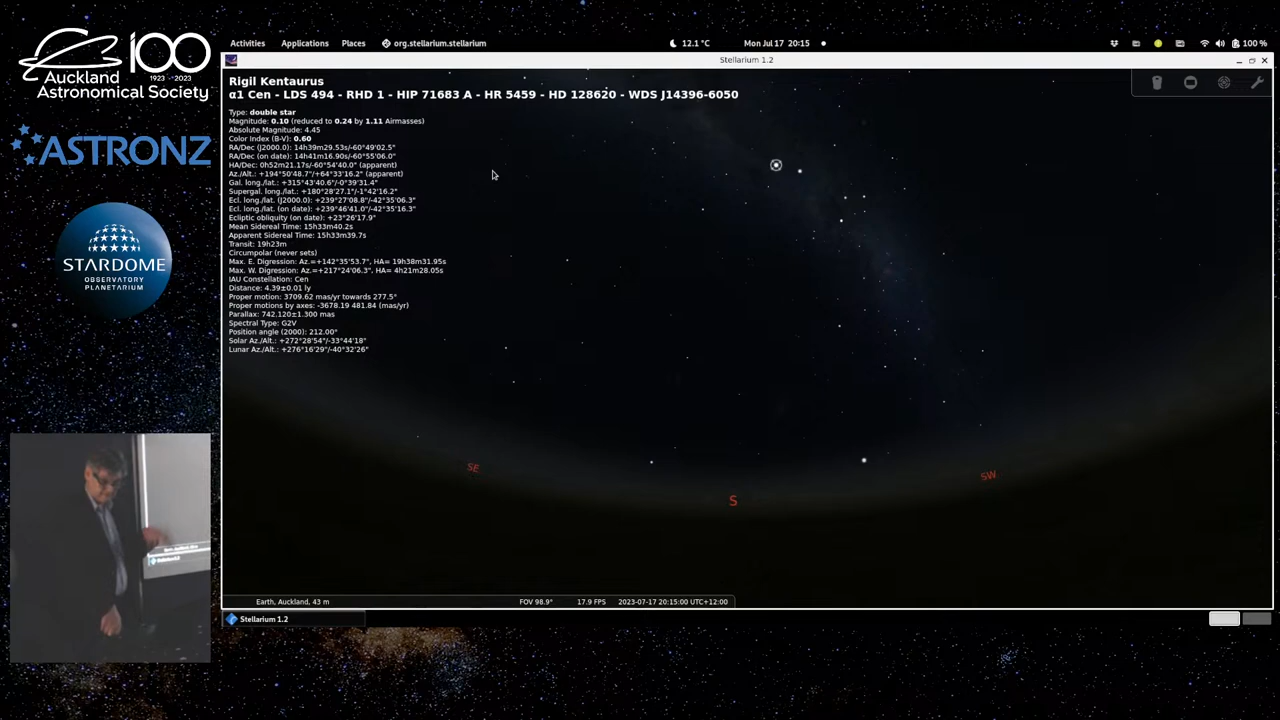 100
1923 - 2023
Auckland
Astronomical Society
ASTRONZ
STARDOME
OBSERVATORY
PLANETARIUM
Activities Applications Places org.stellarium.stellarium 12.1 °C Mon Jul 17 20:15 100 %
Stellarium 1.2
Rigil Kentaurus
α1 Cen - LDS 494 - RHD 1 - HIP 71683 A - HR 5459 - HD 128620 - WDS J14396-6050
Type: double star
Magnitude: 0.10 (reduced to 0.24 by 1.11 Airmasses)
Absolute Magnitude: 4.45
Color Index (B-V): 0.60
RA/Dec (J2000.0): 14h39m29.53s/-60°49'02.5"
RA/Dec (on date): 14h41m16.90s/-60°55'06.0"
HA/Dec: 0h52m21.17s/-60°54'40.0" (apparent)
Az./Alt.: +194°50'48.7"/+64°33'16.2" (apparent)
Gal. long./lat.: +315°43'40.6"/-0°39'31.4"
Supergal. long./lat.: +180°28'27.1"/-1°42'16.2"
Ecl. long./lat. (J2000.0): +239°27'08.8"/-42°35'06.3"
Ecl. long./lat. (on date): +239°46'41.0"/-42°35'16.3"
Ecliptic obliquity (on date): +23°26'17.9"
Mean Sidereal Time: 15h33m40.2s
Apparent Sidereal Time: 15h33m39.7s
Transit: 19h23m
Circumpolar (never sets)
Max. E. Digression: Az.=+142°35'53.7", HA= 19h38m31.95s
Max. W. Digression: Az.=+217°24'06.3", HA= 4h21m28.05s
IAU Constellation: Cen
Distance: 4.39±0.01 ly
Proper motion: 3709.62 mas/yr towards 277.5°
Proper motions by axes: -3678.19 481.84 (mas/yr)
Parallax: 742.120±1.300 mas
Spectral Type: G2V
Position angle (2000): 212.00°
Solar Az./Alt.: +272°28'54"/-33°44'18"
Lunar Az./Alt.: +276°16'29"/-40°32'26"
SE
S
SW
Earth, Auckland, 43 m FOV 98.9° 17.9 FPS 2023-07-17 20:15:00 UTC+12:00
Stellarium 1.2